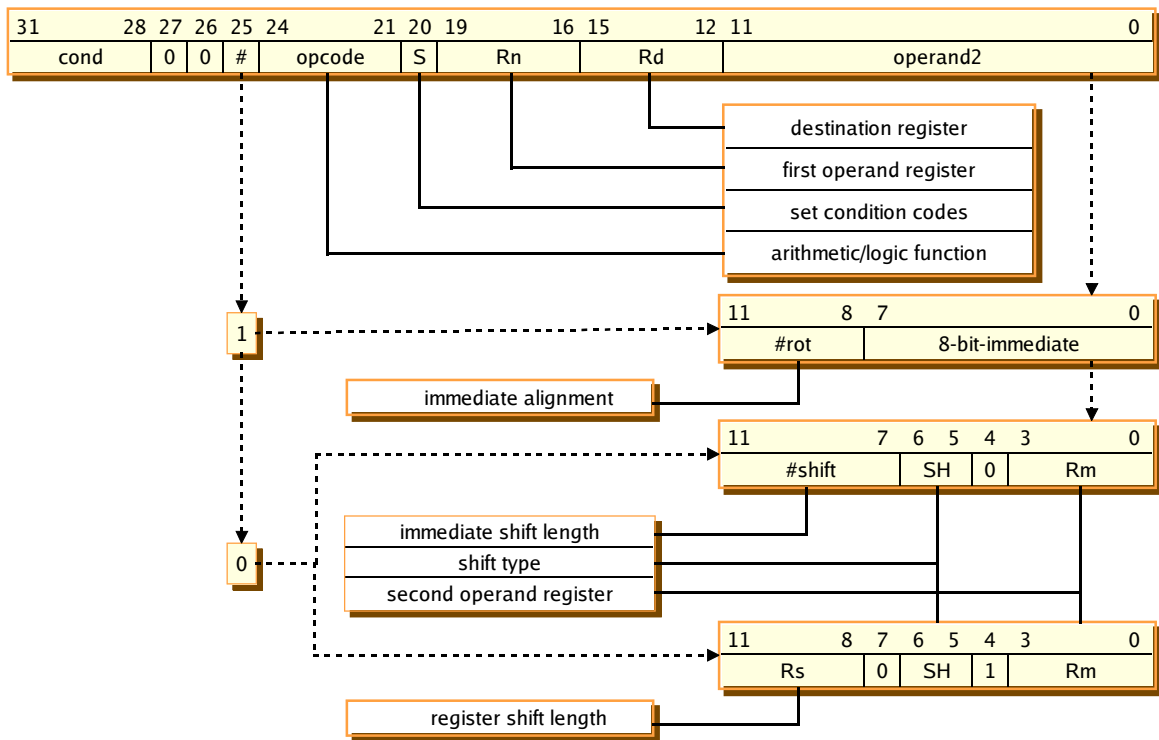 31 28 27 26 25 24 21 20 19 16 15 12 11 0
cond 0 0 # opcode S Rn Rd operand2
destination register
first operand register
set condition codes
arithmetic/logic function
11 8 7 0
1
#rot 8-bit-immediate
immediate alignment
11 7 6 5 4 3 0
#shift SH 0 Rm
immediate shift length
0
shift type
second operand register
11 8 7 6 5 4 3 0
Rs 0 SH 1 Rm
register shift length